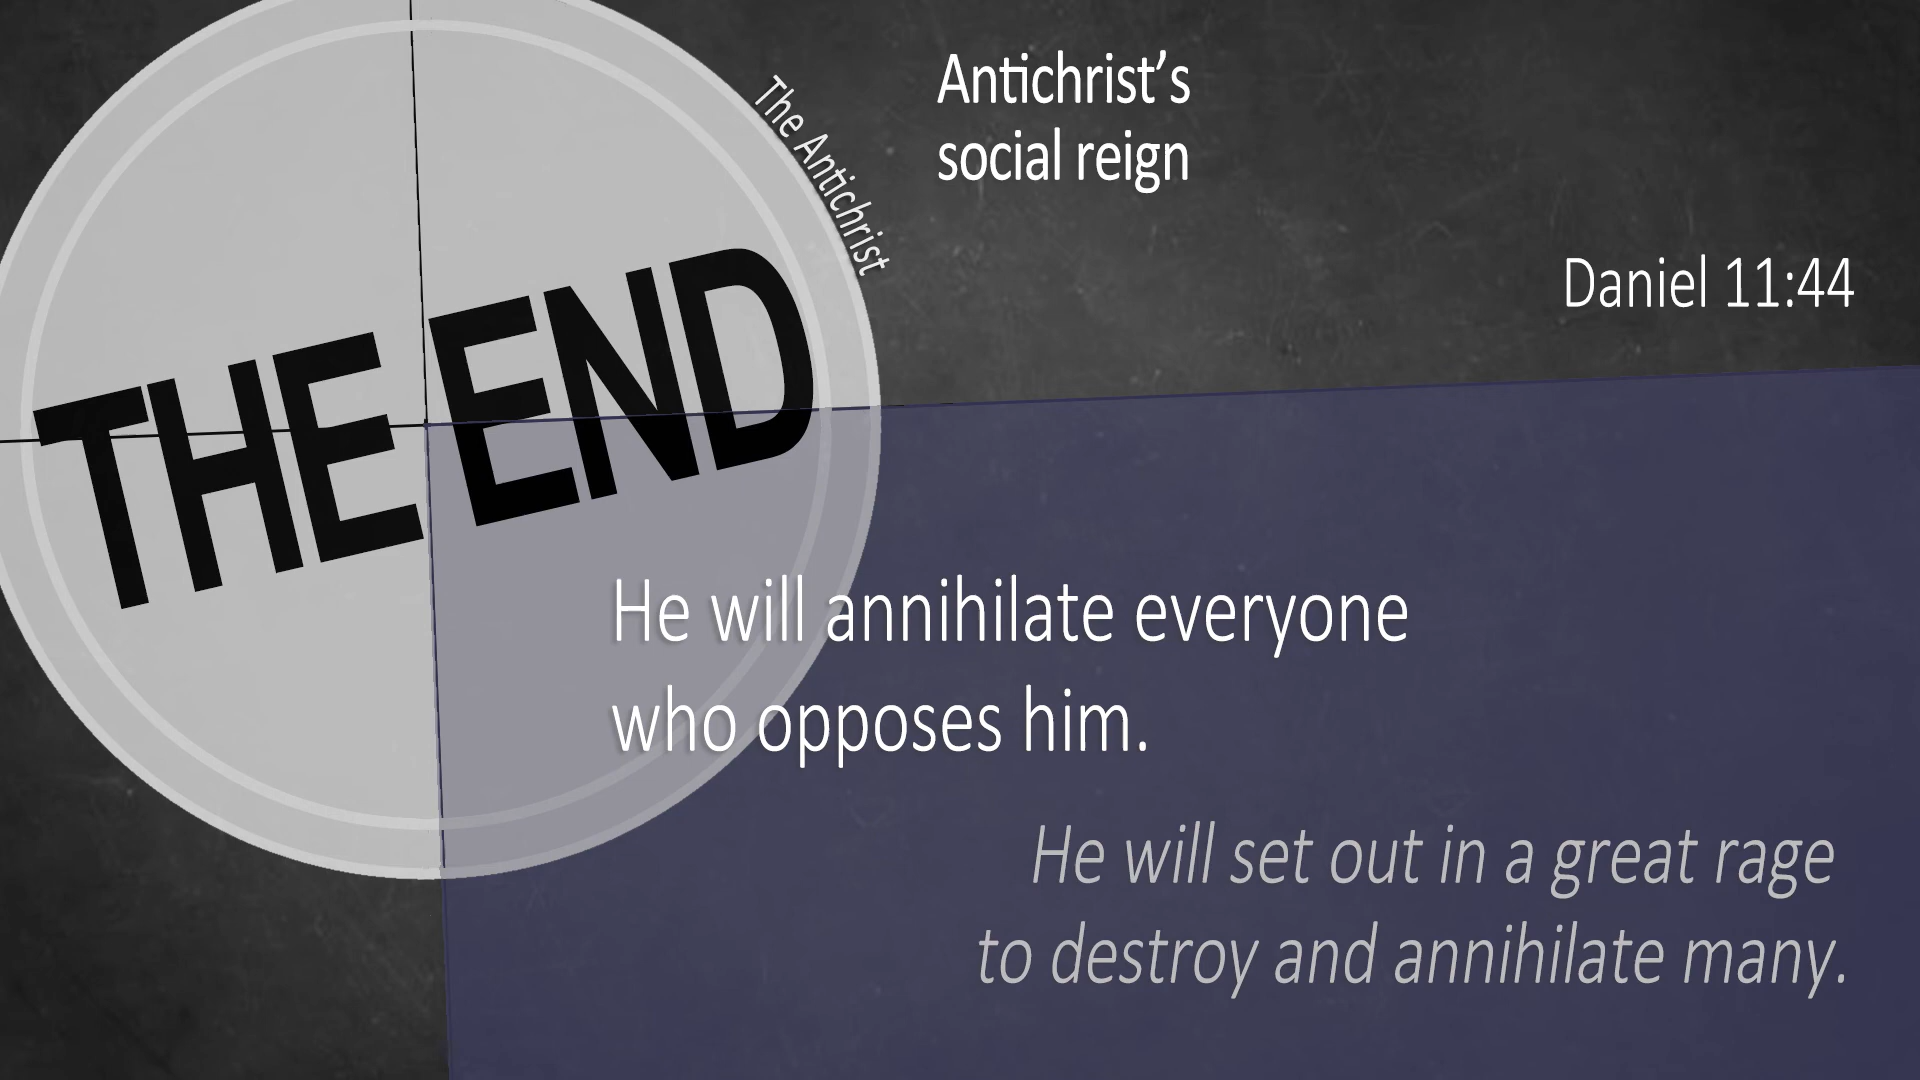 The Antichrist
Antichrist’s
social reign
Daniel 11:44
THE END
He will annihilate everyone
who opposes him.
He will set out in a great rage
to destroy and annihilate many.